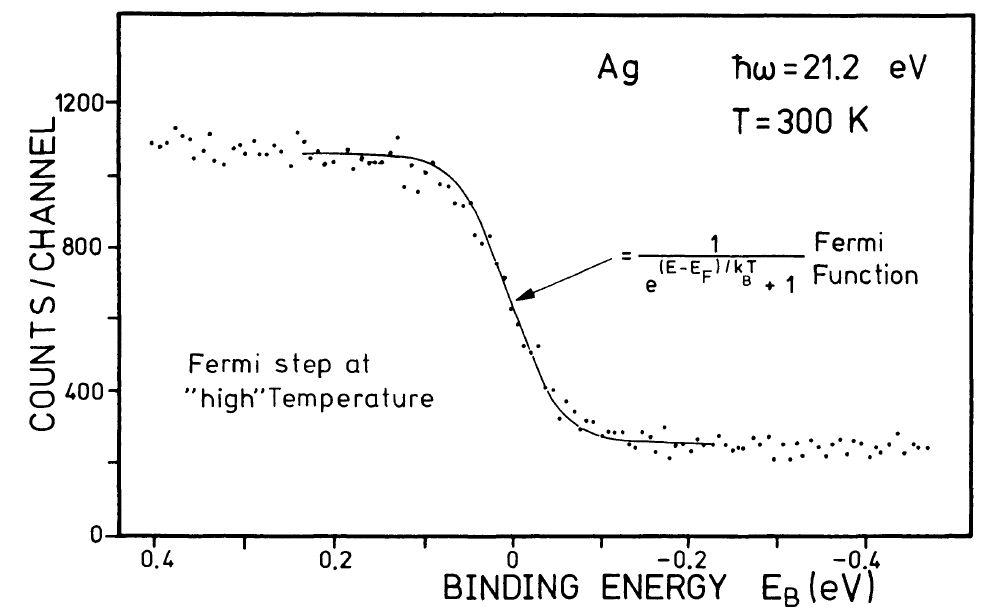 Ag ħω = 21.2 eV
T = 300 K
1200
800
400
0
COUNTS / CHANNEL
= 1 / e^(E-E_F)/k_BT + 1 Fermi Function
Fermi step at
"high" Temperature
0.4 0.2 0 -0.2 -0.4
BINDING ENERGY E_B (eV)